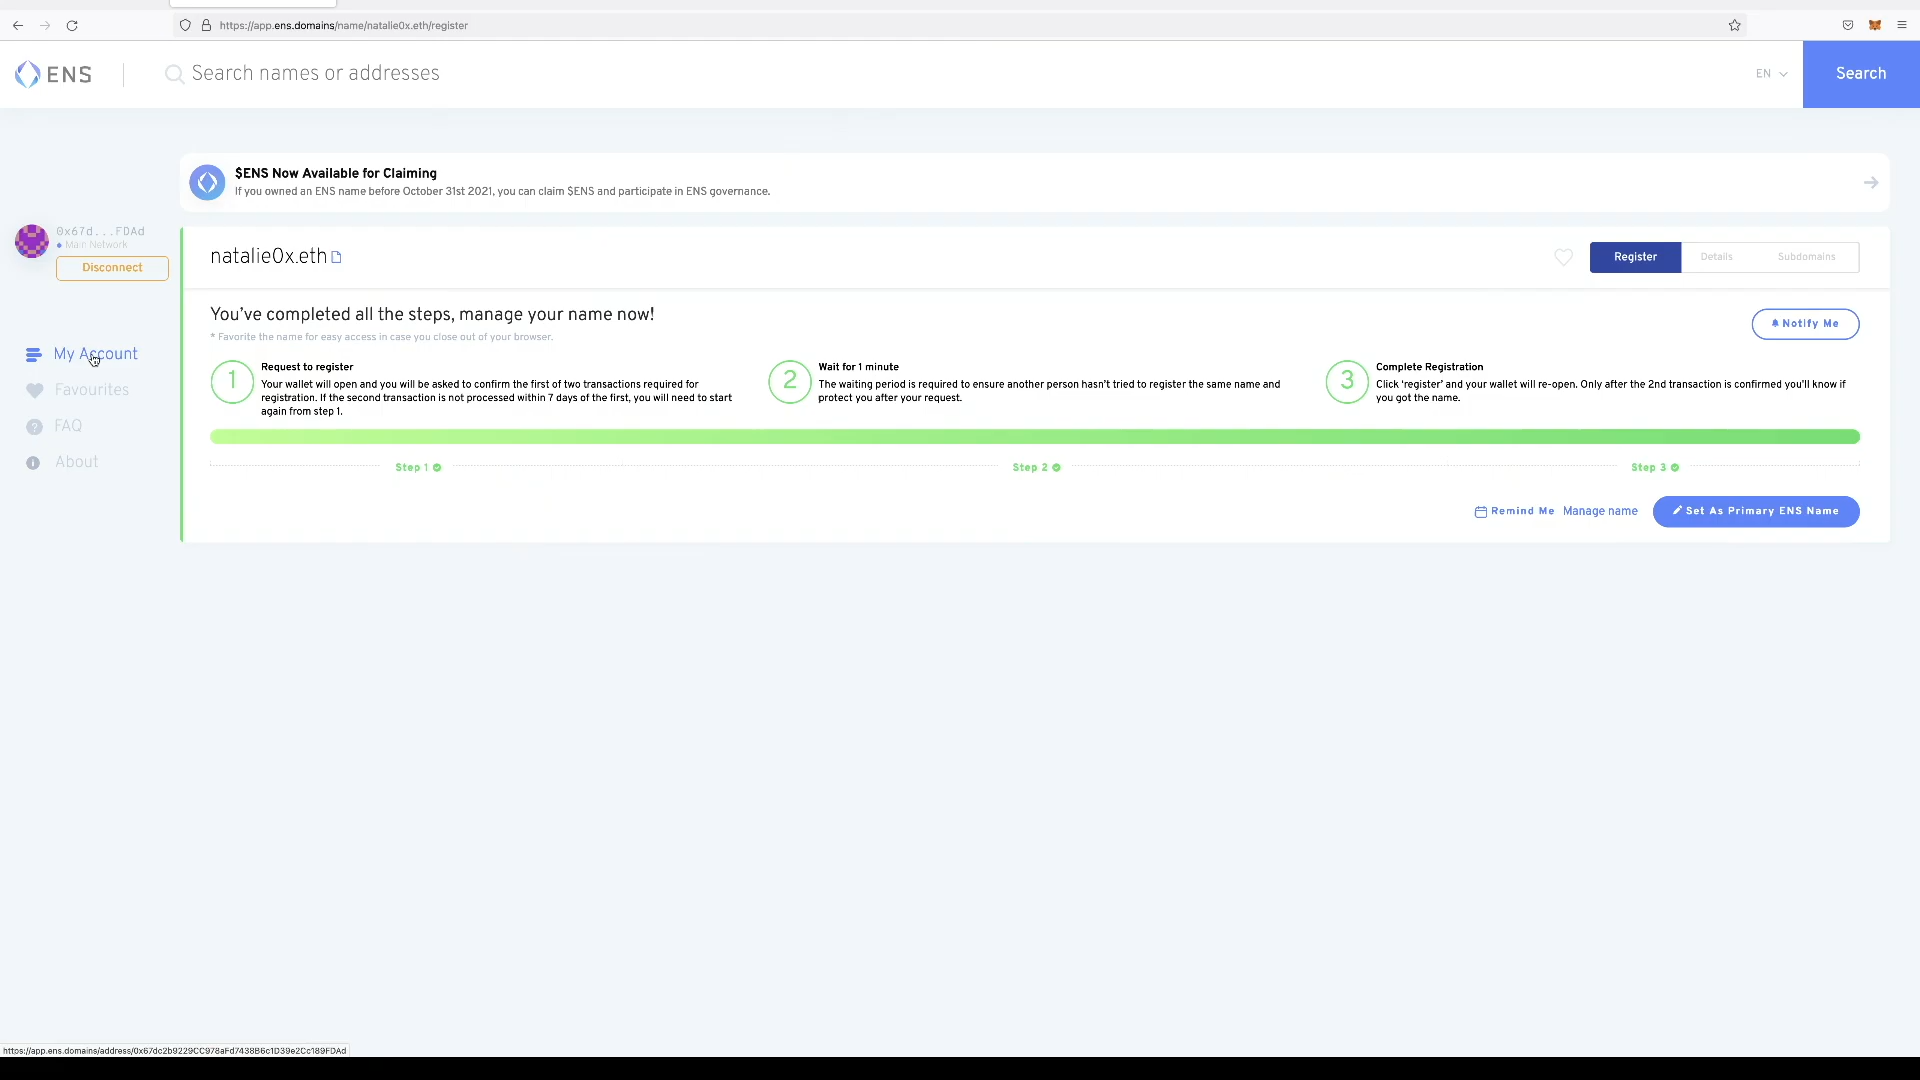 https://app.ens.domains/name/natalie0x.eth/register
ENS
Search names or addresses
EN
Search
$ENS Now Available for Claiming
If you owned an ENS name before October 31st 2021, you can claim $ENS and participate in ENS governance.
0x67d...FDAd
Main Network
Disconnect
natalie0x.eth
Register
Details
Subdomains
You've completed all the steps, manage your name now!
* Favorite the name for easy access in case you close out of your browser.
Notify Me
My Account
Favourites
FAQ
About
1
Request to register
Your wallet will open and you will be asked to confirm the first of two transactions required for
registration. If the second transaction is not processed within 7 days of the first, you will need to start
again from step 1.
2
Wait for 1 minute
The waiting period is required to ensure another person hasn't tried to register the same name and
protect you after your request.
3
Complete Registration
Click 'register' and your wallet will re-open. Only after the 2nd transaction is confirmed you'll know if
you got the name.
Step 1
Step 2
Step 3
Remind Me
Manage name
Set As Primary ENS Name
https://app.ens.domains/address/0x67dc2b9229CC978aFd7438B6c1D39e2Cc189FDAd